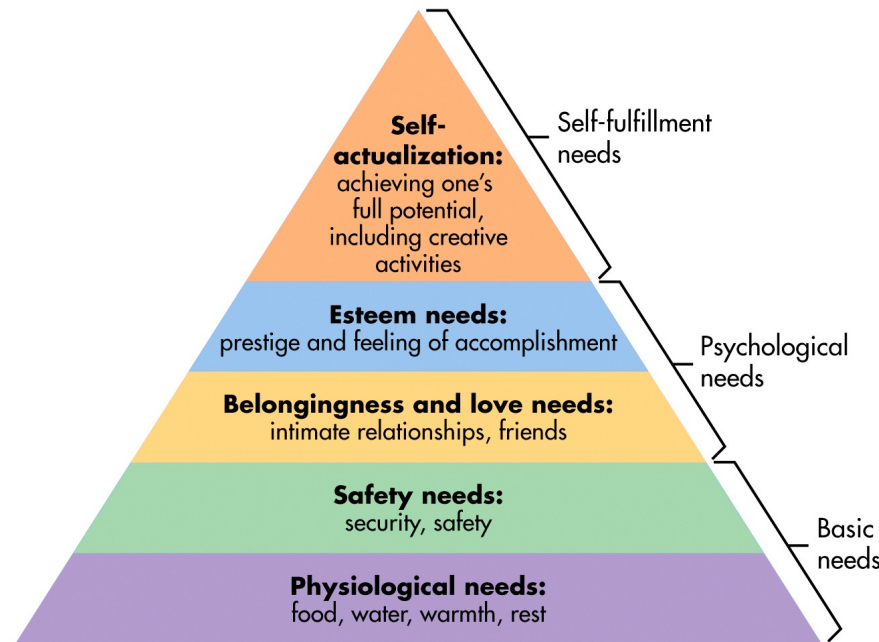 Self-
actualization:
achieving one's
full potential,
including creative
activities
Self-fulfillment
needs
Esteem needs:
prestige and feeling of accomplishment
Psychological
needs
Belongingness and love needs:
intimate relationships, friends
Safety needs:
security, safety
Basic
needs
Physiological needs:
food, water, warmth, rest